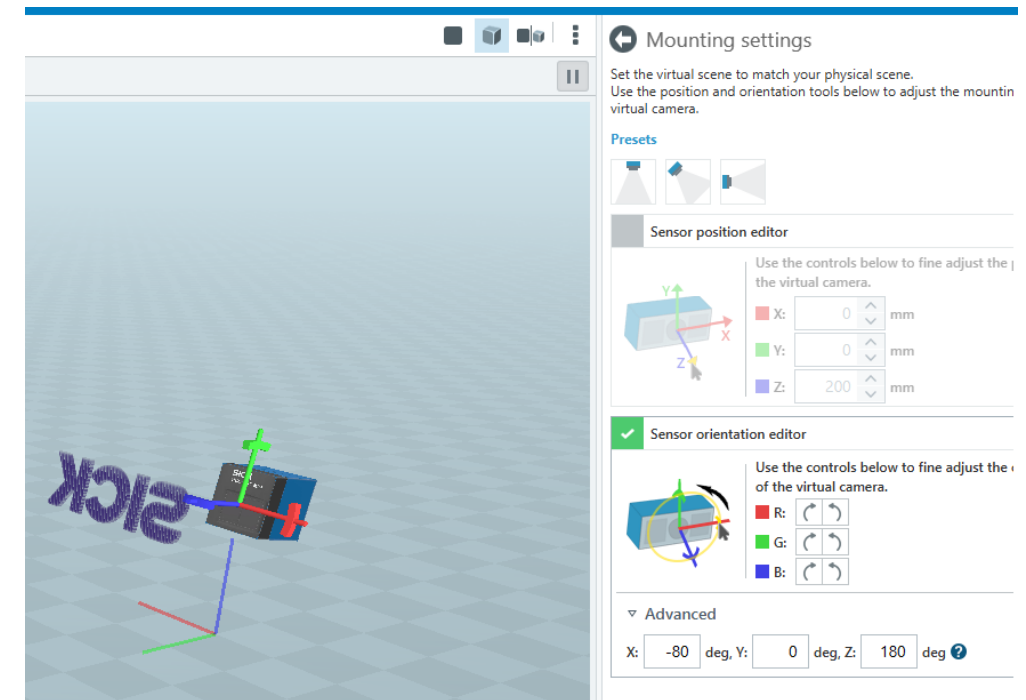 Mounting settings
Set the virtual scene to match your physical scene.
Use the position and orientation tools below to adjust the mountin
virtual camera.
Presets
Sensor position editor
Use the controls below to fine adjust the
the virtual camera.
Y
X
Z
X: 0 mm
Y: 0 mm
Z: 200 mm
Sensor orientation editor
Use the controls below to fine adjust the
of the virtual camera.
R:
G:
B:
SICK
SICK
Advanced
X: -80 deg, Y: 0 deg, Z: 180 deg ?